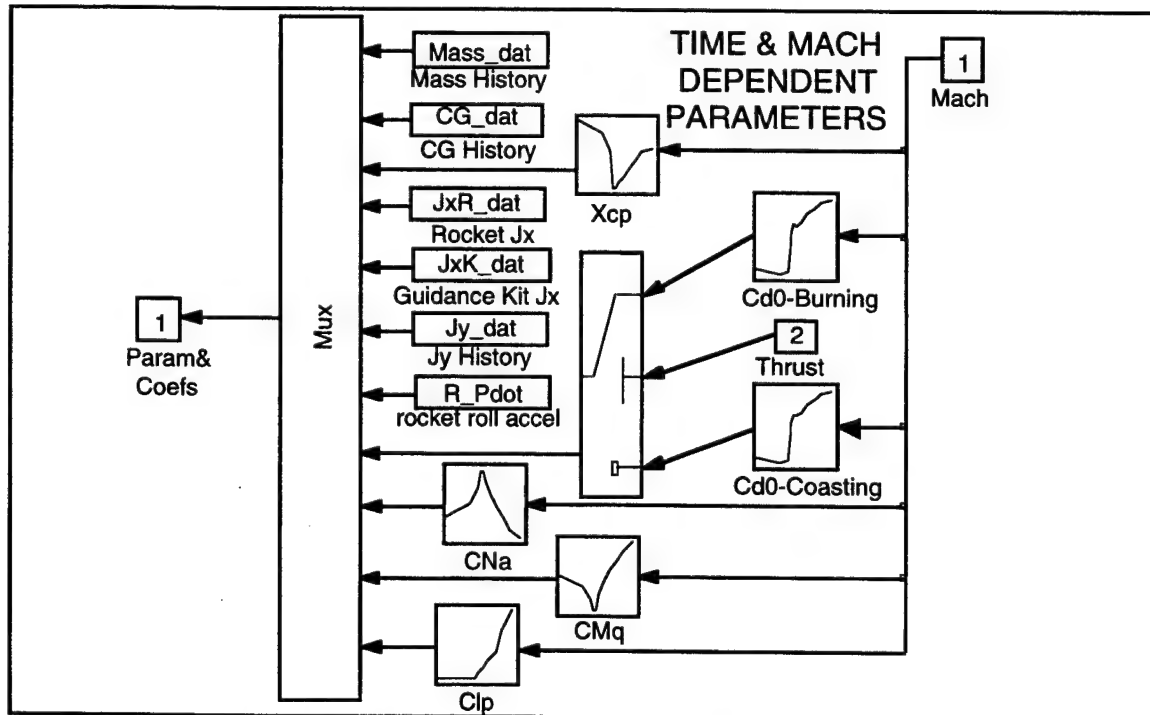 TIME & MACH
DEPENDENT
PARAMETERS
1
Mach
Mass_dat
Mass History
CG_dat
CG History
Xcp
JxR_dat
Rocket Jx
JxK_dat
Guidance Kit Jx
Cd0-Burning
1
Param&
Coefs
Mux
Jy_dat
Jy History
2
Thrust
R_Pdot
rocket roll accel
Cd0-Coasting
CNa
CMq
Clp